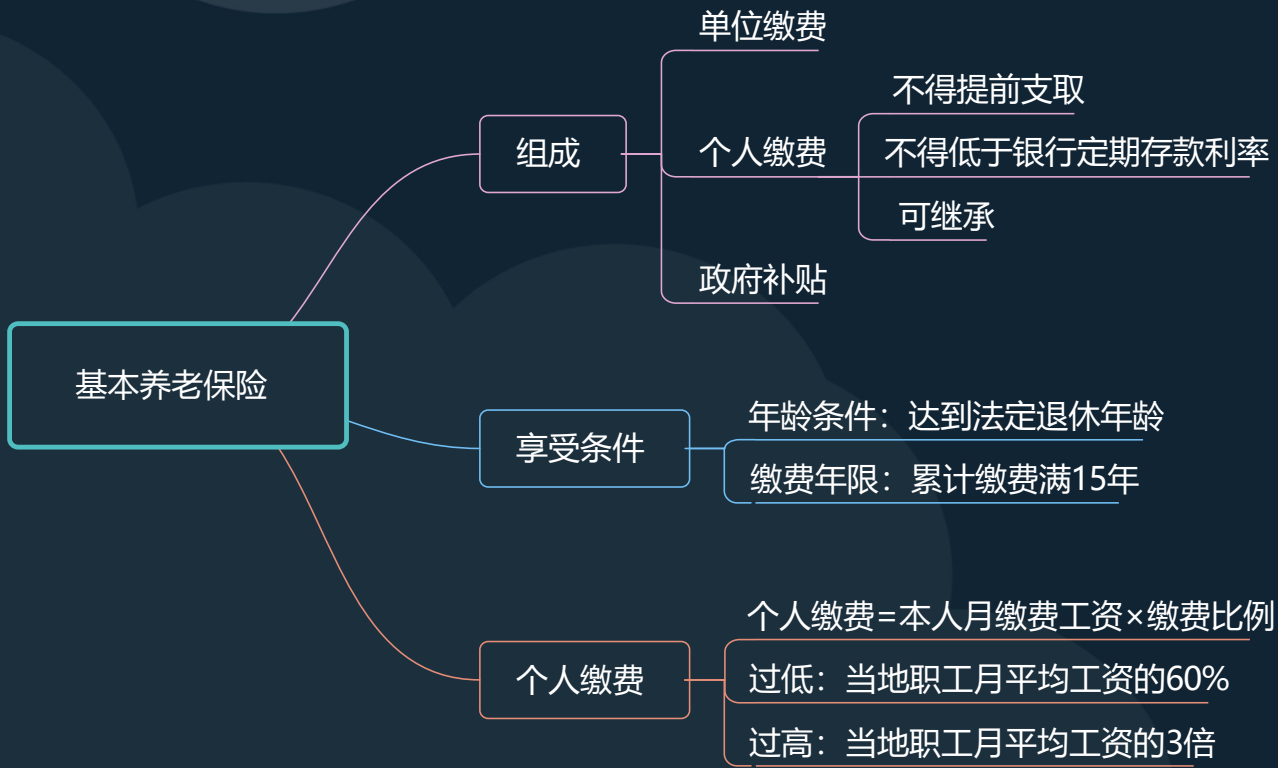 基本养老保险
组成
单位缴费
个人缴费
不得提前支取
不得低于银行定期存款利率
可继承
政府补贴
享受条件
年龄条件：达到法定退休年龄
缴费年限：累计缴费满15年
个人缴费
个人缴费=本人月缴费工资×缴费比例
过低：当地职工月平均工资的60%
过高：当地职工月平均工资的3倍